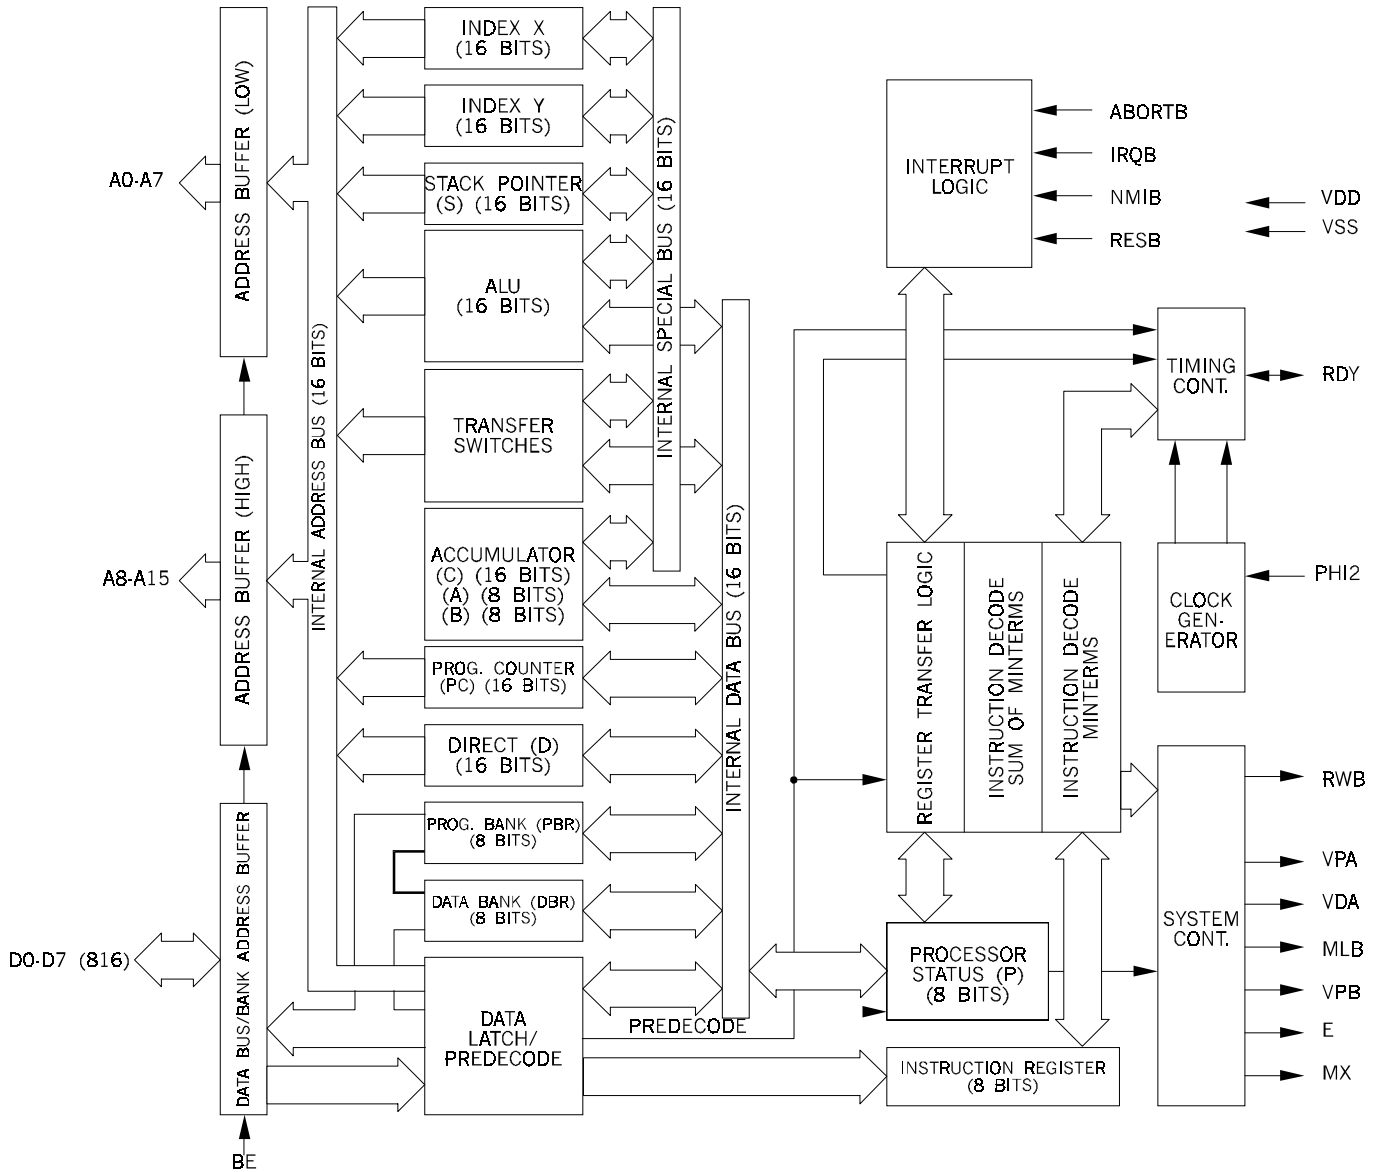 INDEX X
(16 BITS)
INDEX Y
(16 BITS)
STACK POINTER
(S) (16 BITS)
ALU
(16 BITS)
TRANSFER
SWITCHES
ACCUMULATOR
(C) (16 BITS)
(A) (8 BITS)
(B) (8 BITS)
PROG. COUNTER
(PC) (16 BITS)
DIRECT (D)
(16 BITS)
PROG. BANK (PBR)
(8 BITS)
DATA BANK (DBR)
(8 BITS)
DATA
LATCH/
PREDECODE
ADDRESS BUFFER (LOW)
ADDRESS BUFFER (HIGH)
DATA BUS/BANK ADDRESS BUFFER
A0-A7
A8-A15
D0-D7 (816)
BE
INTERNAL ADDRESS BUS (16 BITS)
INTERNAL SPECIAL BUS (16 BITS)
INTERNAL DATA BUS (16 BITS)
PREDECODE
INTERRUPT
LOGIC
ABORTB
IRQB
NMIB
RESB
VDD
VSS
TIMING
CONT.
RDY
CLOCK
GEN-
ERATOR
PHI2
REGISTER TRANSFER LOGIC
INSTRUCTION DECODE
SUM OF MINTERMS
INSTRUCTION DECODE
MINTERMS
PROCESSOR
STATUS (P)
(8 BITS)
INSTRUCTION REGISTER
(8 BITS)
SYSTEM
CONT.
RWB
VPA
VDA
MLB
VPB
E
MX